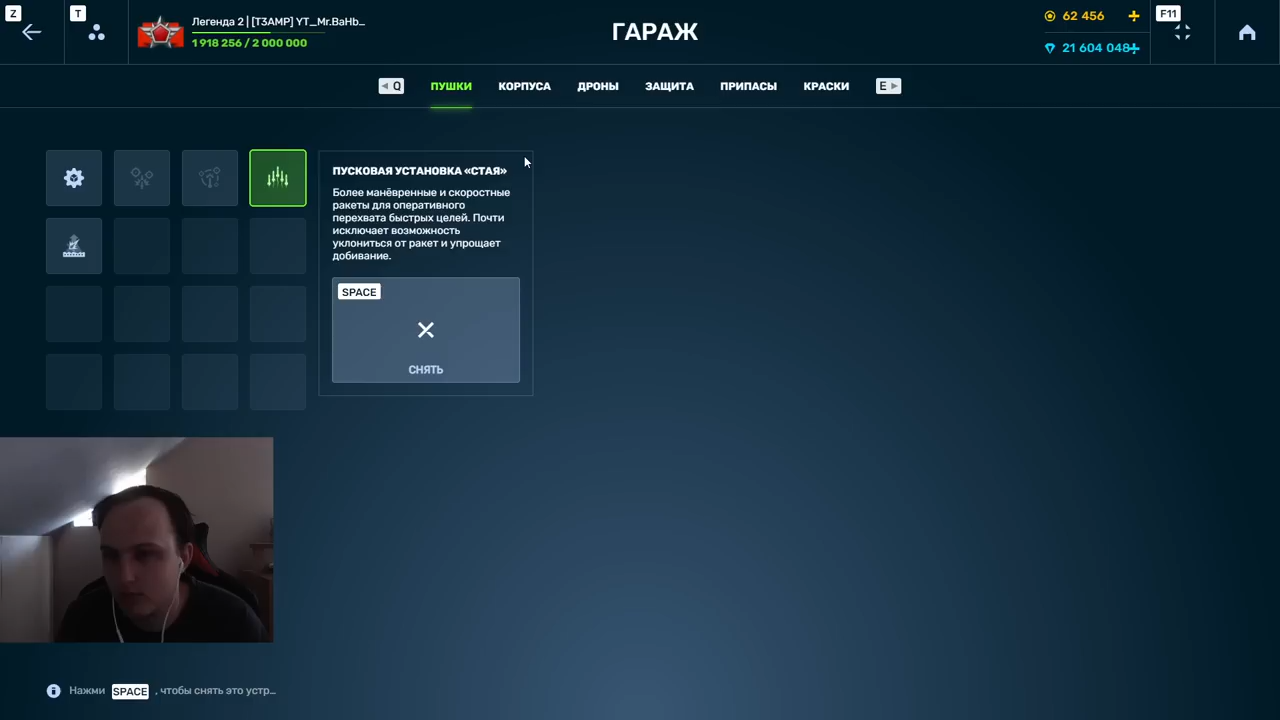 Z
T
Легенда 2 | [T3AMP] YT_Mr.BaHb...
1 918 256 / 2 000 000
ГАРАЖ
62 456
21 604 048
F11
Q
ПУШКИ
КОРПУСА
ДРОНЫ
ЗАЩИТА
ПРИПАСЫ
КРАСКИ
E
ПУСКОВАЯ УСТАНОВКА «СТАЯ»
Более манёвренные и скоростные
ракеты для оперативного
перехвата быстрых целей. Почти
исключает возможность
уклониться от ракет и упрощает
добивание.
SPACE
СНЯТЬ
Нажми SPACE , чтобы снять это устр...